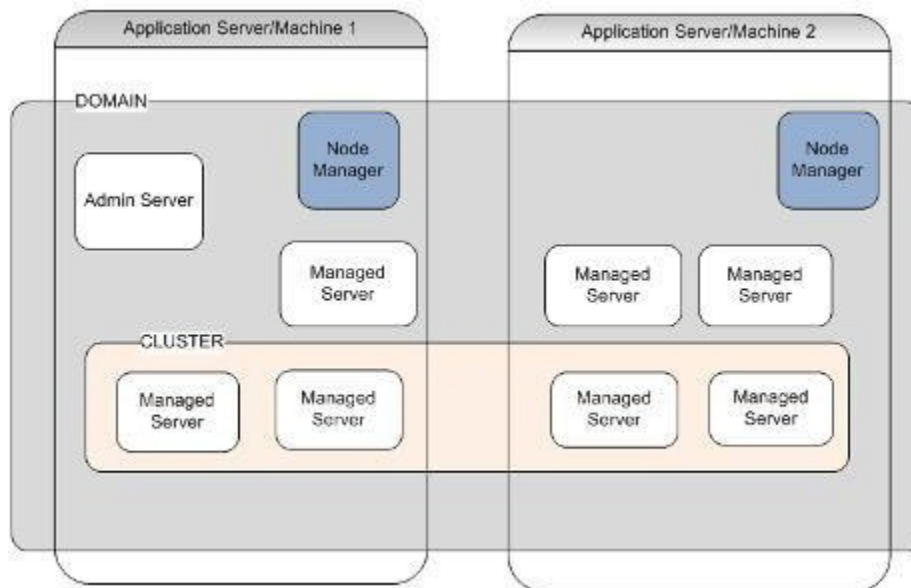 Application Server/Machine 1
Application Server/Machine 2
DOMAIN
Node
Manager
Node
Manager
Admin Server
Managed
Server
Managed
Server
Managed
Server
CLUSTER
Managed
Server
Managed
Server
Managed
Server
Managed
Server